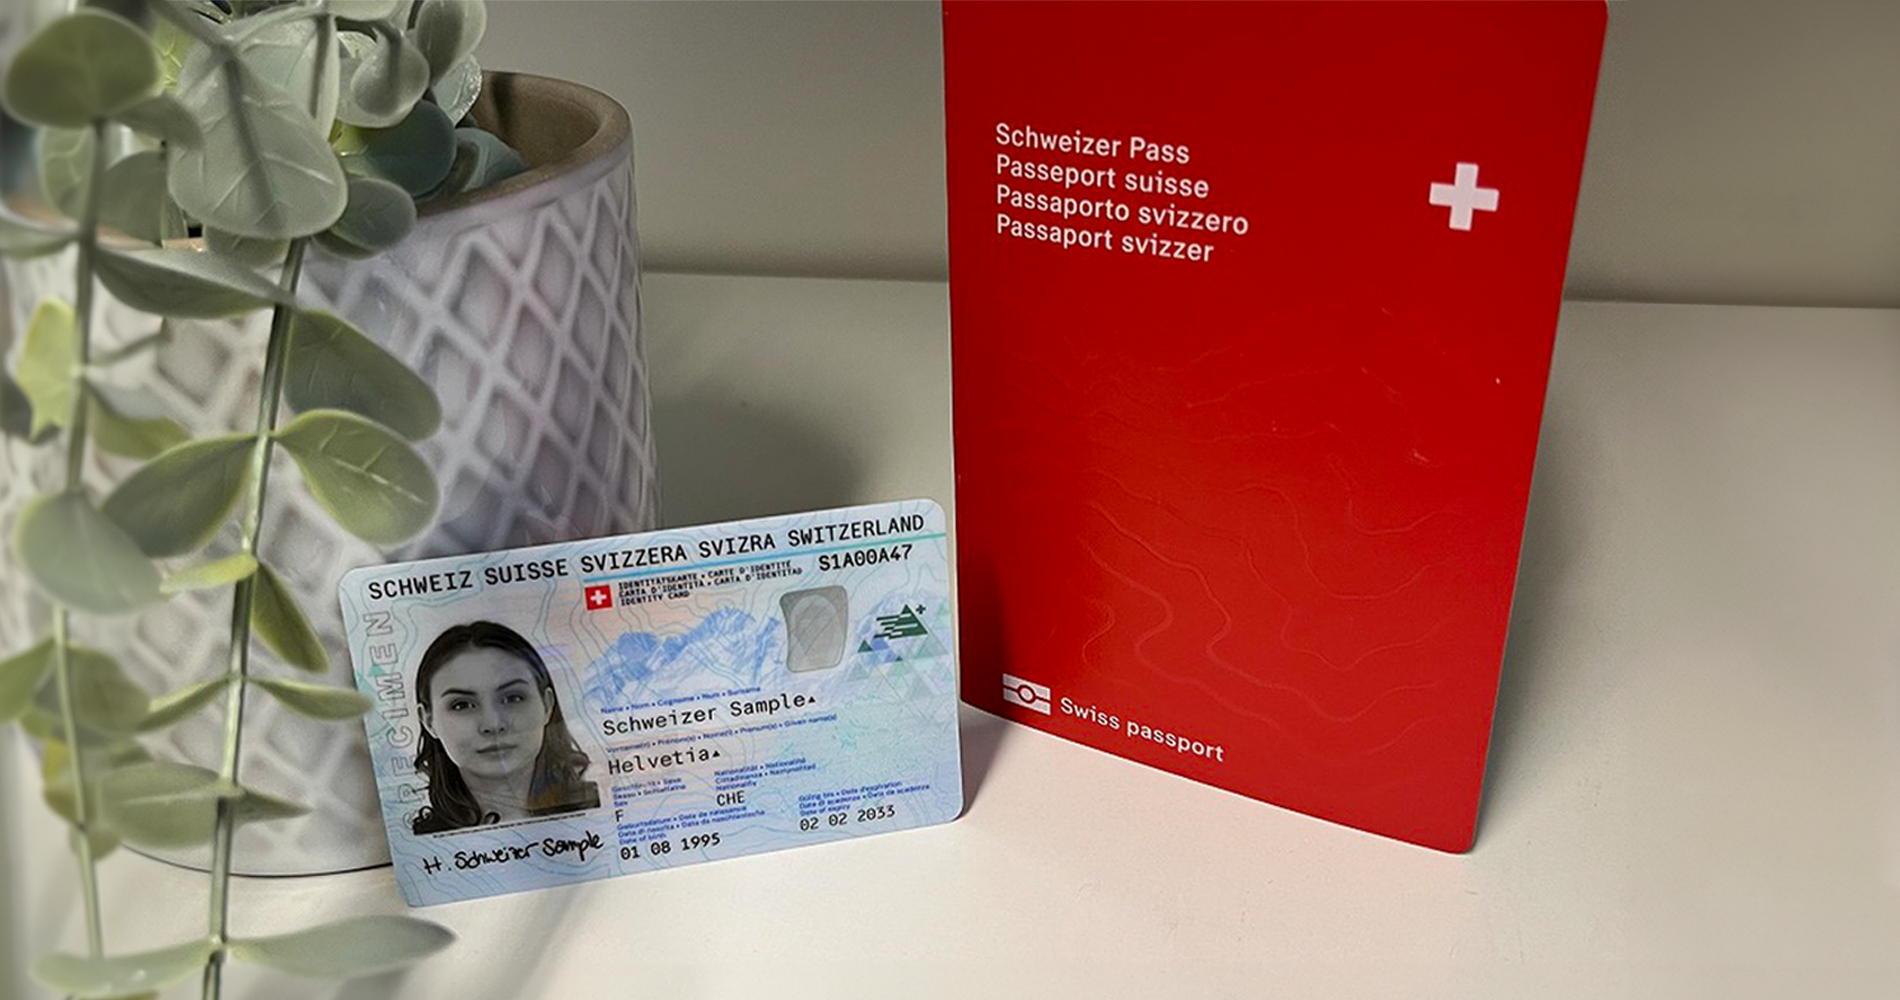 Schweizer Pass
Passeport suisse
Passaporto svizzero
Passaport svizzer
Swiss passport
SCHWEIZ SUISSE SVIZZERA SVIZRA SWITZERLAND
S1A00A47
IDENTITÄTSKARTE • CARTE D'IDENTITÉ
CARTA D'IDENTITÀ • CARTA D'IDENTITAD
IDENTITY CARD
SPECIMEN
Name • Nom • Cognome • Num • Surname
Schweizer Sample▲
Vorname(n) • Prénom(s) • Nome(i) • Prenum(s) • Given name(s)
Helvetia▲
Geschlecht • Sexe
Sesso • Schlattaina
Sex
F
Nationalität • Nationalité
Cittadinanza • Naziunalitad
Nationality
CHE
Geburtsdatum • Date de naissance
Data di nascita • Data da naschientscha
Date of birth
01 08 1995
Gültig bis • Date d'expiration
Data di scadenza • Data da scadenza
Date of expiry
02 02 2033
H. Schweizer Sample